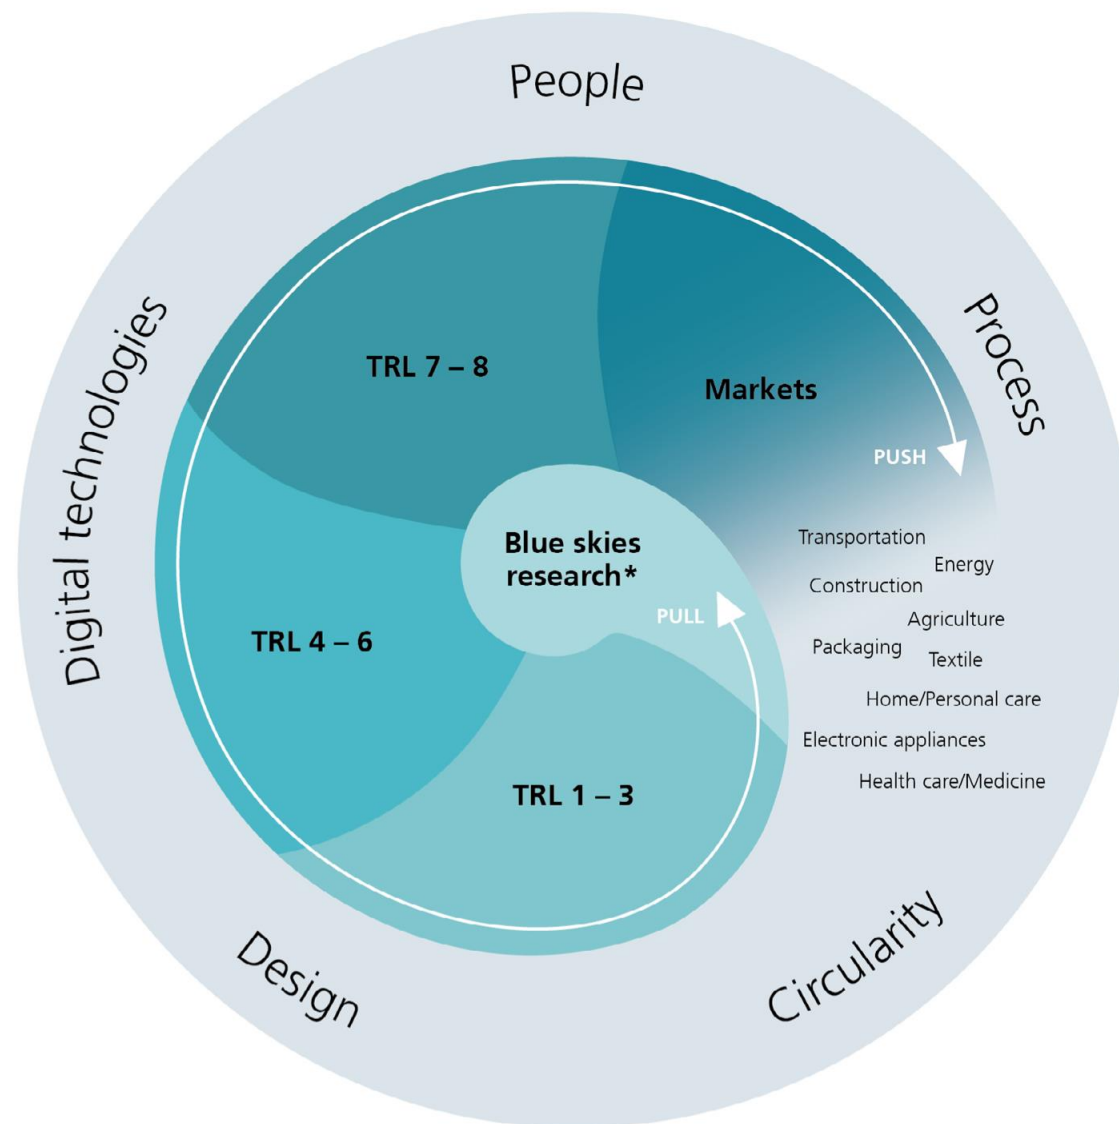 People
Digital technologies
Process
TRL 7 – 8
Markets
PUSH
Blue skies
research*
PULL
Transportation
Energy
Construction
Agriculture
Packaging
Textile
Home/Personal care
Electronic appliances
Health care/Medicine
TRL 4 – 6
TRL 1 – 3
Design
Circularity